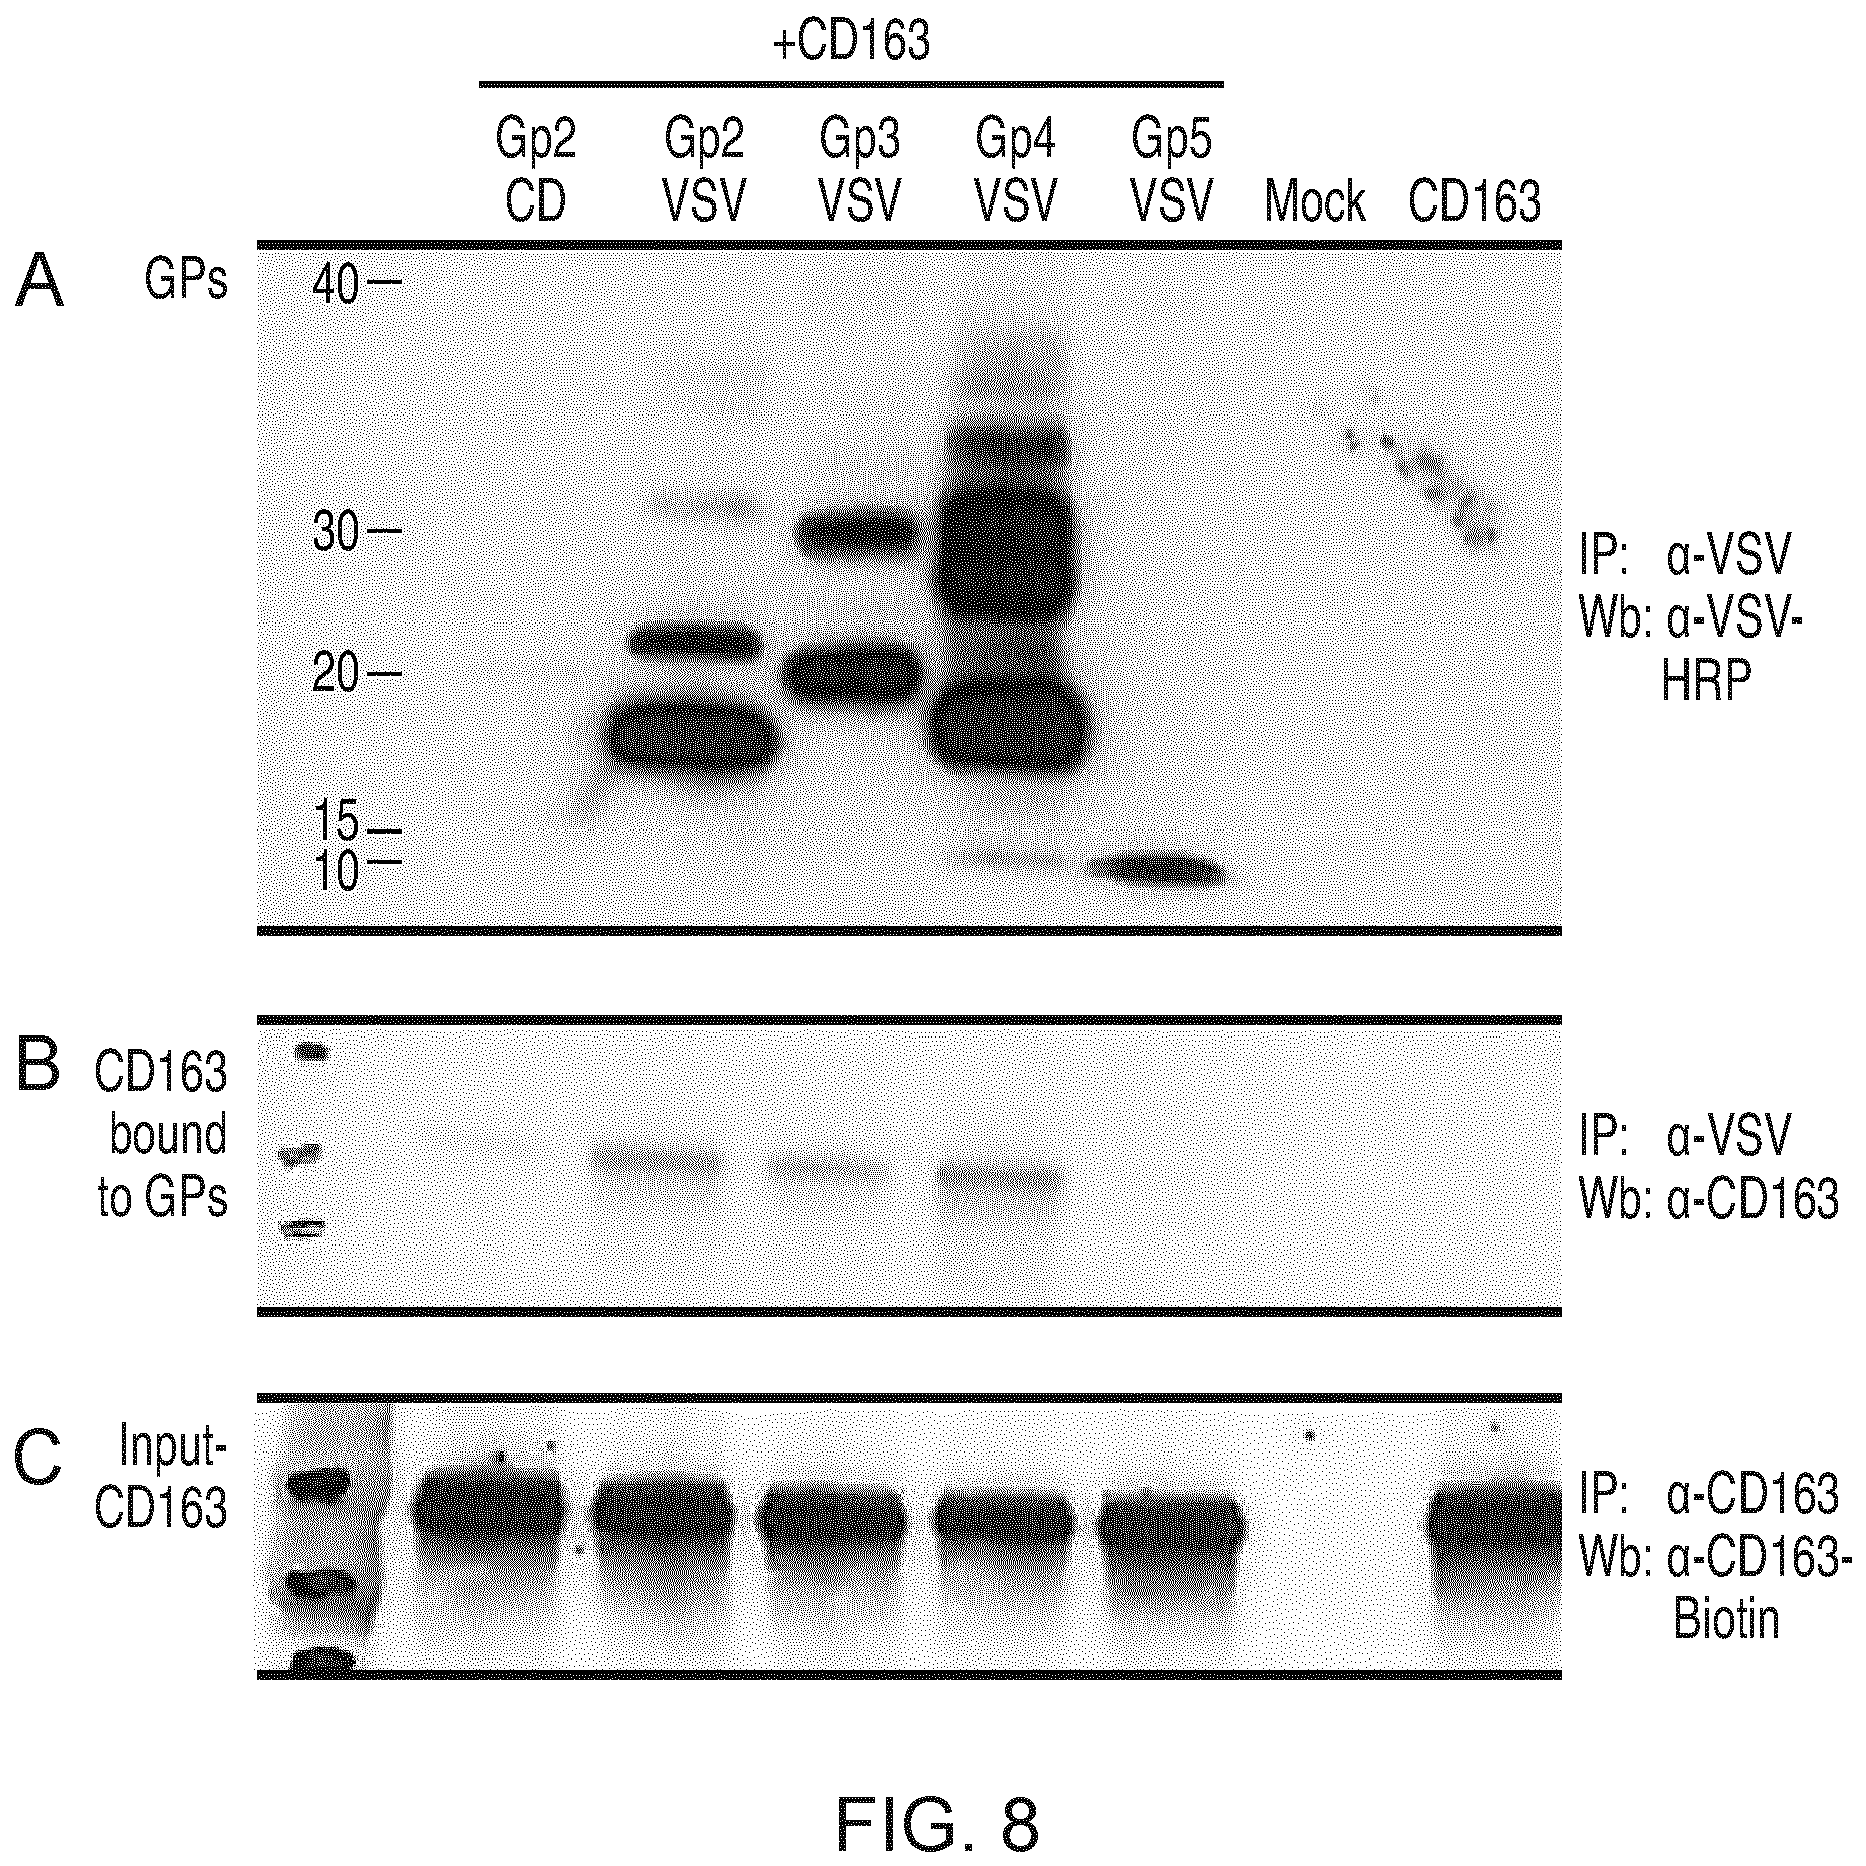 +CD163
Gp2 Gp2 Gp3 Gp4 Gp5
CD VSV VSV VSV VSV Mock CD163
A GPs
40
30
20
15
10
IP: α-VSV
Wb: α-VSV-
HRP
B CD163
bound
to GPs
IP: α-VSV
Wb: α-CD163
C Input-
CD163
IP: α-CD163
Wb: α-CD163-
Biotin
FIG. 8